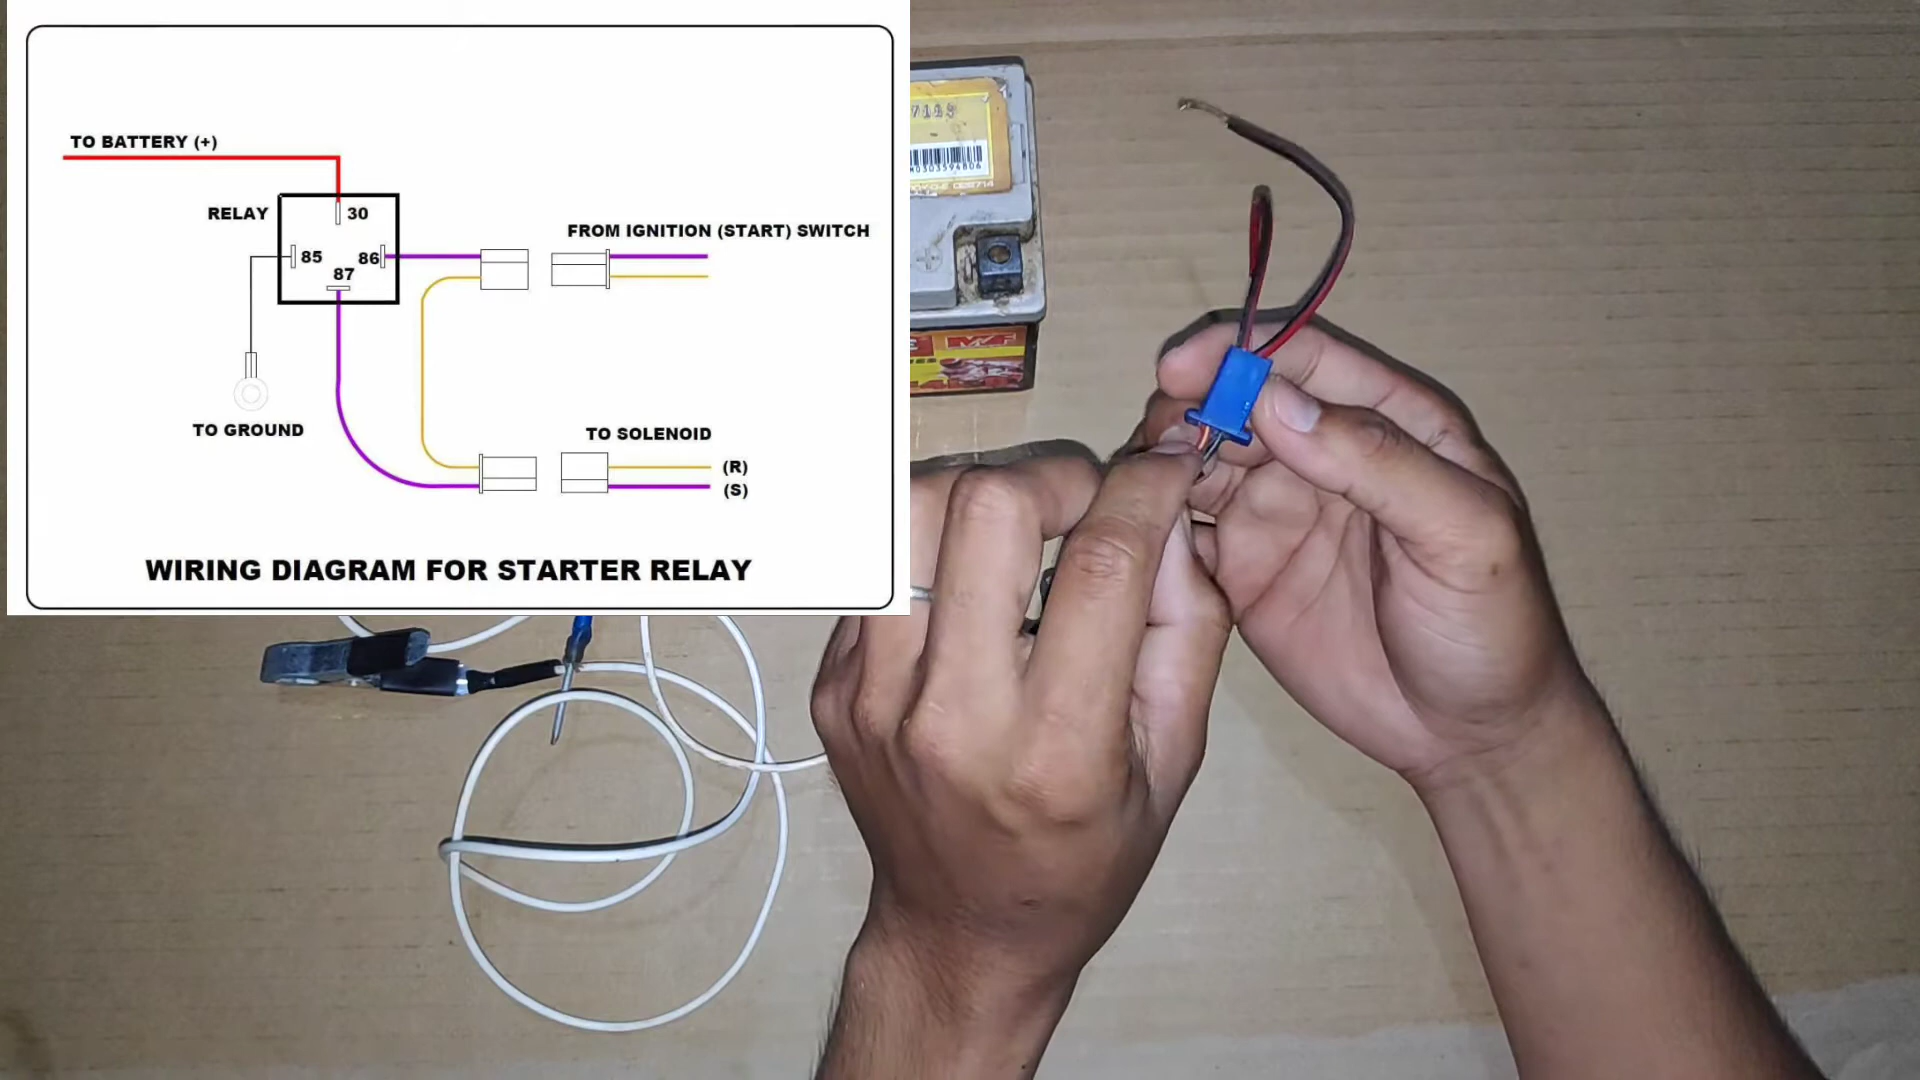 TO BATTERY (+)
RELAY
30
85
86
87
FROM IGNITION (START) SWITCH
TO GROUND
TO SOLENOID
(R)
(S)
WIRING DIAGRAM FOR STARTER RELAY